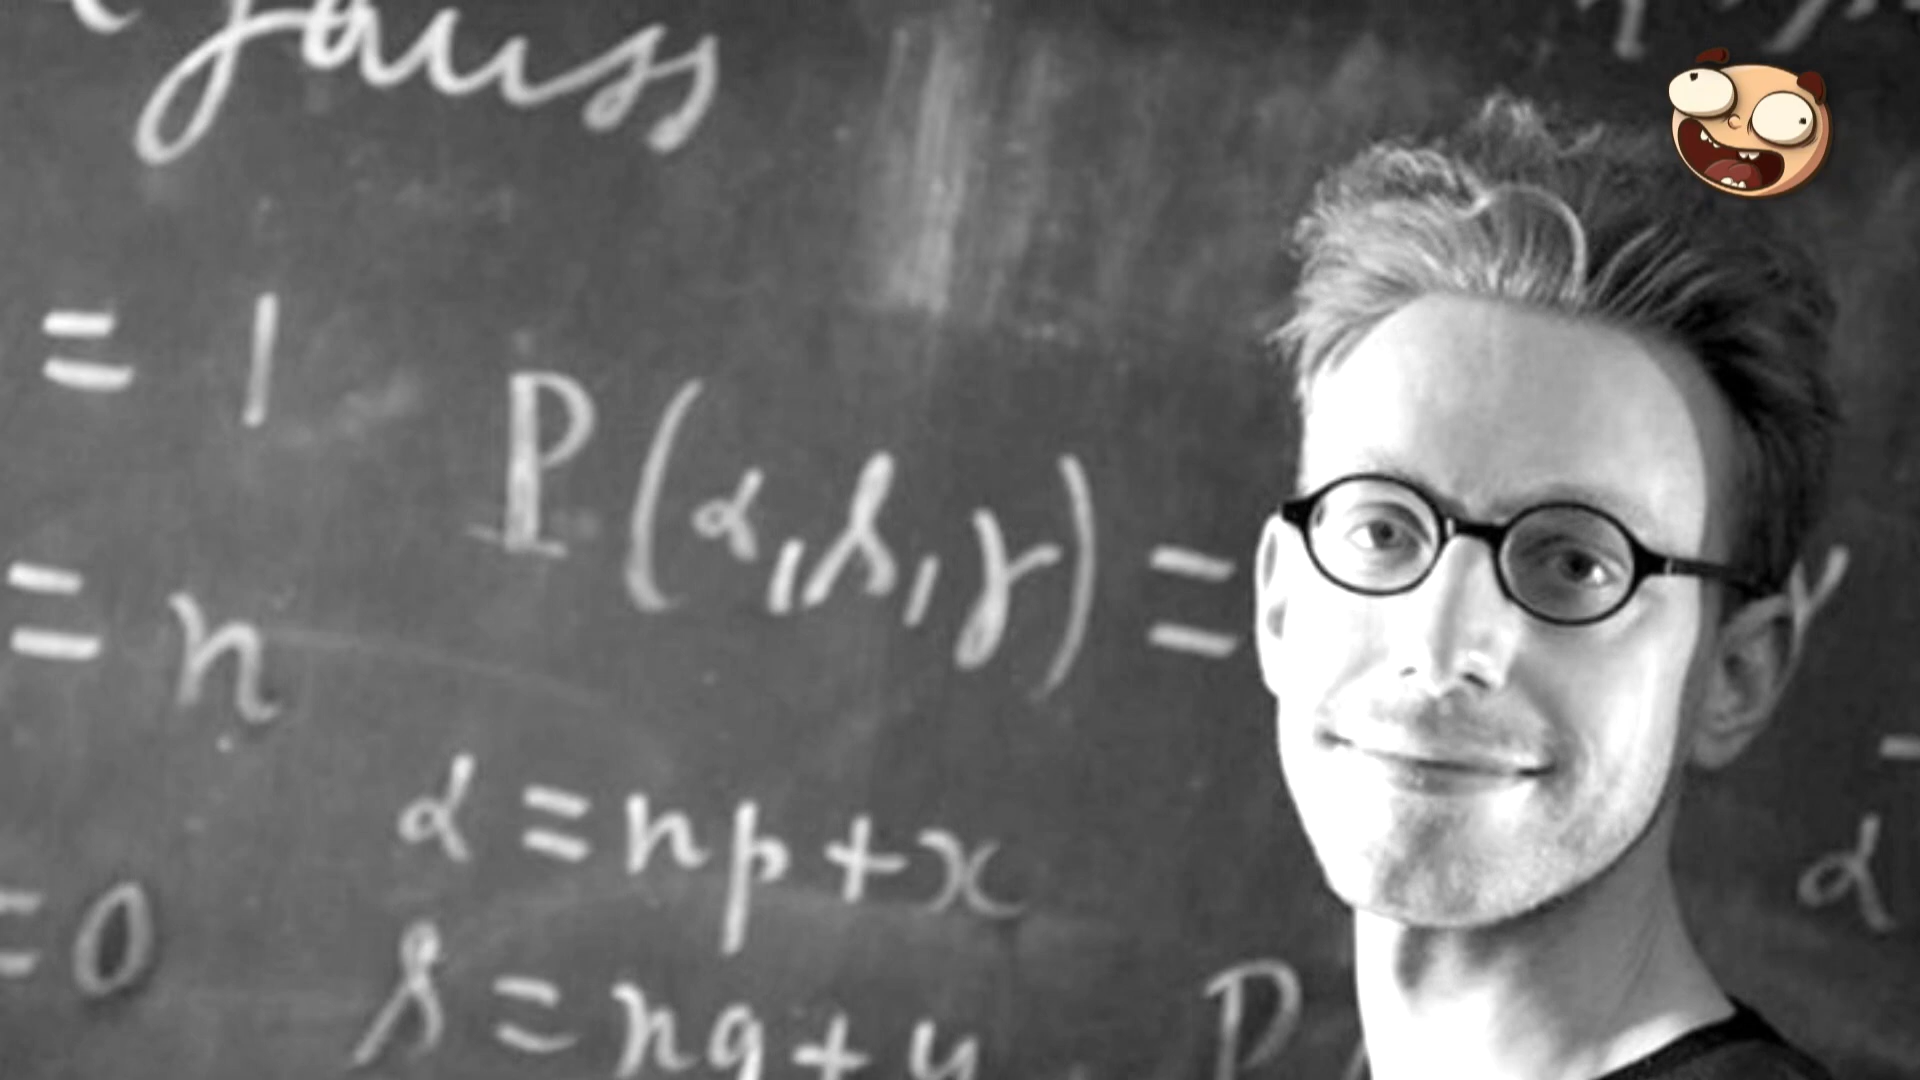 Gauss
= 1
P(α, β, γ) =
= n
α = np + x
= 0
β = nq + y
P
α